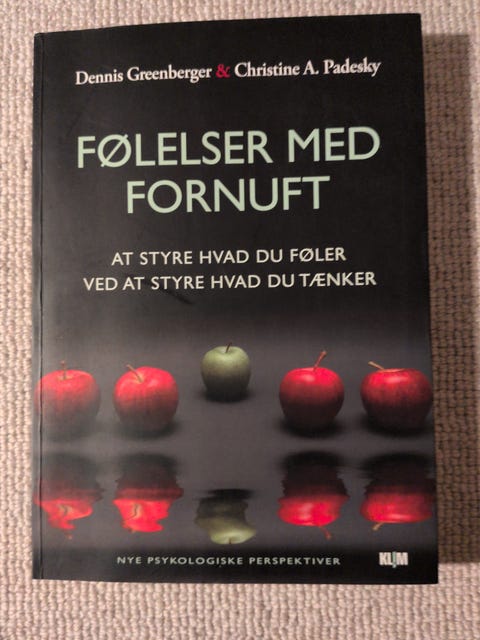 Dennis Greenberger & Christine A. Padesky
FØLELSER MED
FORNUFT
AT STYRE HVAD DU FØLER
VED AT STYRE HVAD DU TÆNKER
NYE PSYKOLOGISKE PERSPEKTIVER
KLIM